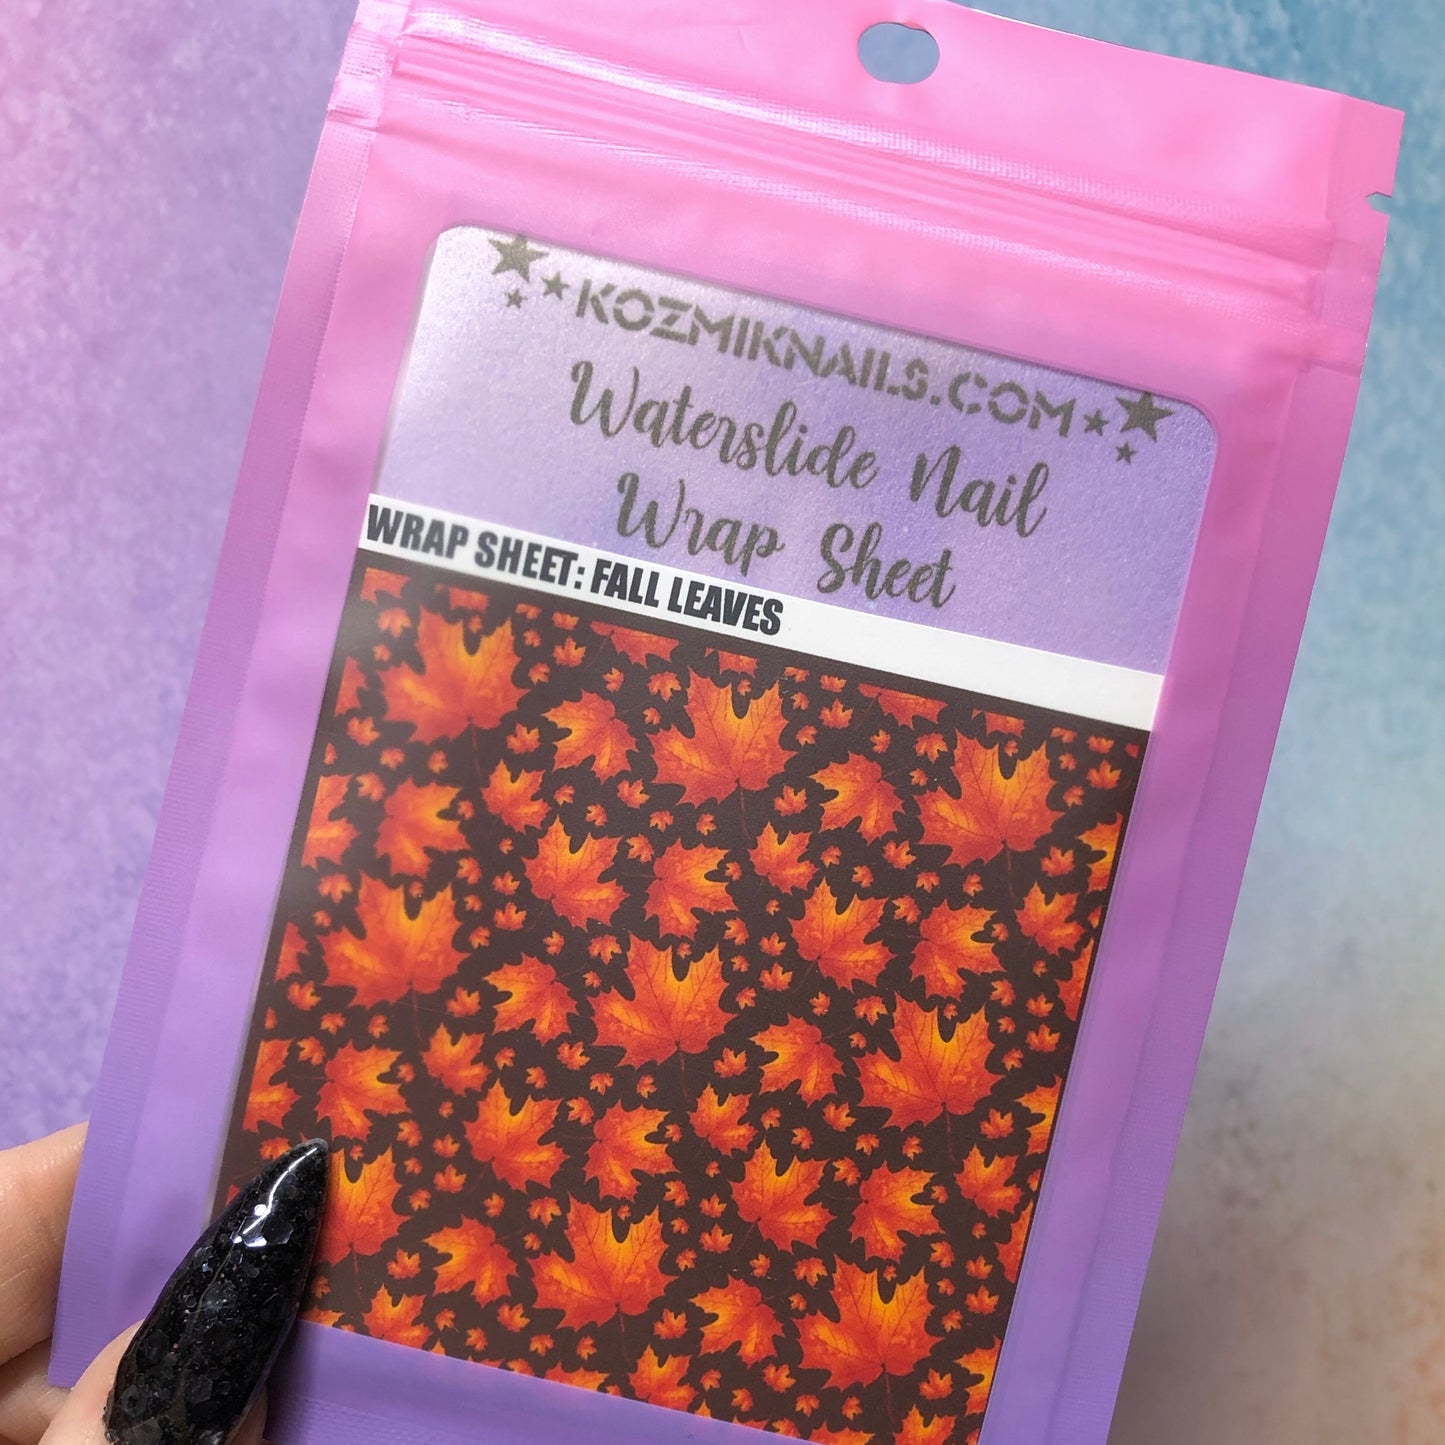 KOZMIKNAILS.COM
Waterslide Nail
Wrap Sheet
WRAP SHEET: FALL LEAVES